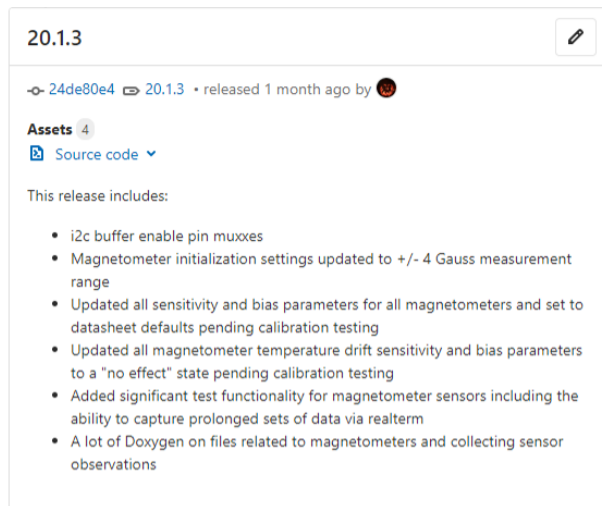 20.1.3
24de80e4 20.1.3 • released 1 month ago by
Assets 4
Source code
This release includes:
• i2c buffer enable pin muxxes
• Magnetometer initialization settings updated to +/- 4 Gauss measurement
range
• Updated all sensitivity and bias parameters for all magnetometers and set to
datasheet defaults pending calibration testing
• Updated all magnetometer temperature drift sensitivity and bias parameters
to a "no effect" state pending calibration testing
• Added significant test functionality for magnetometer sensors including the
ability to capture prolonged sets of data via realterm
• A lot of Doxygen on files related to magnetometers and collecting sensor
observations